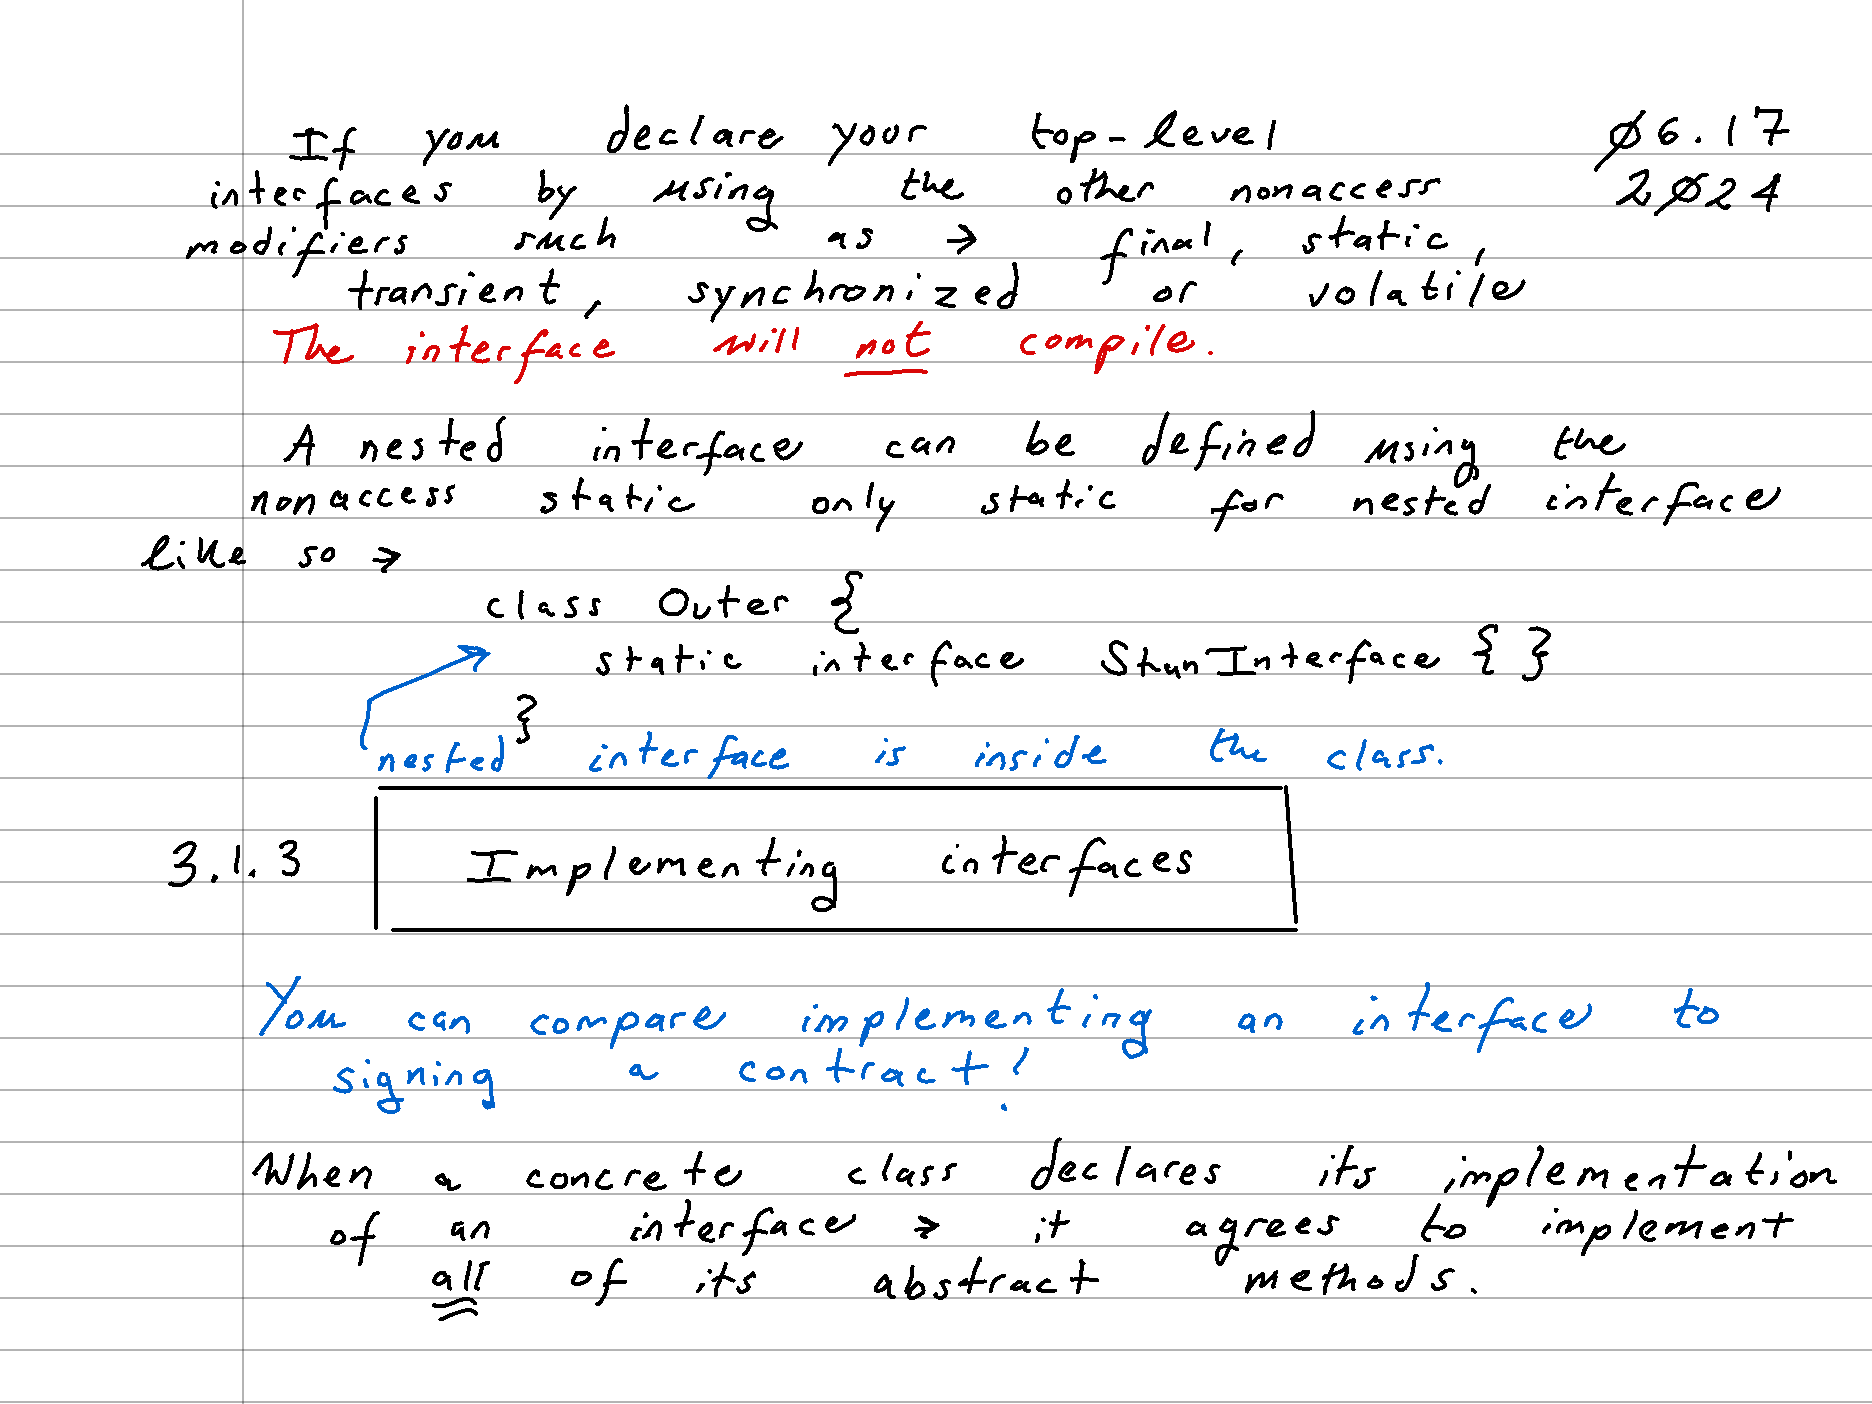 If you declare your top-level ø6.17
interfaces by using the other nonaccess 2ø24
modifiers such as → final, static,
transient, synchronized or volatile
The interface will not compile.
A nested interface can be defined using the
nonaccess static only static for nested interface
like so →
class Outer {
static interface ShunInterface { }
}
nested interface is inside the class.
3.1.3 Implementing interfaces
You can compare implementing an interface to
signing a contract!
When a concrete class declares its implementation
of an interface → it agrees to implement
all of its abstract methods.